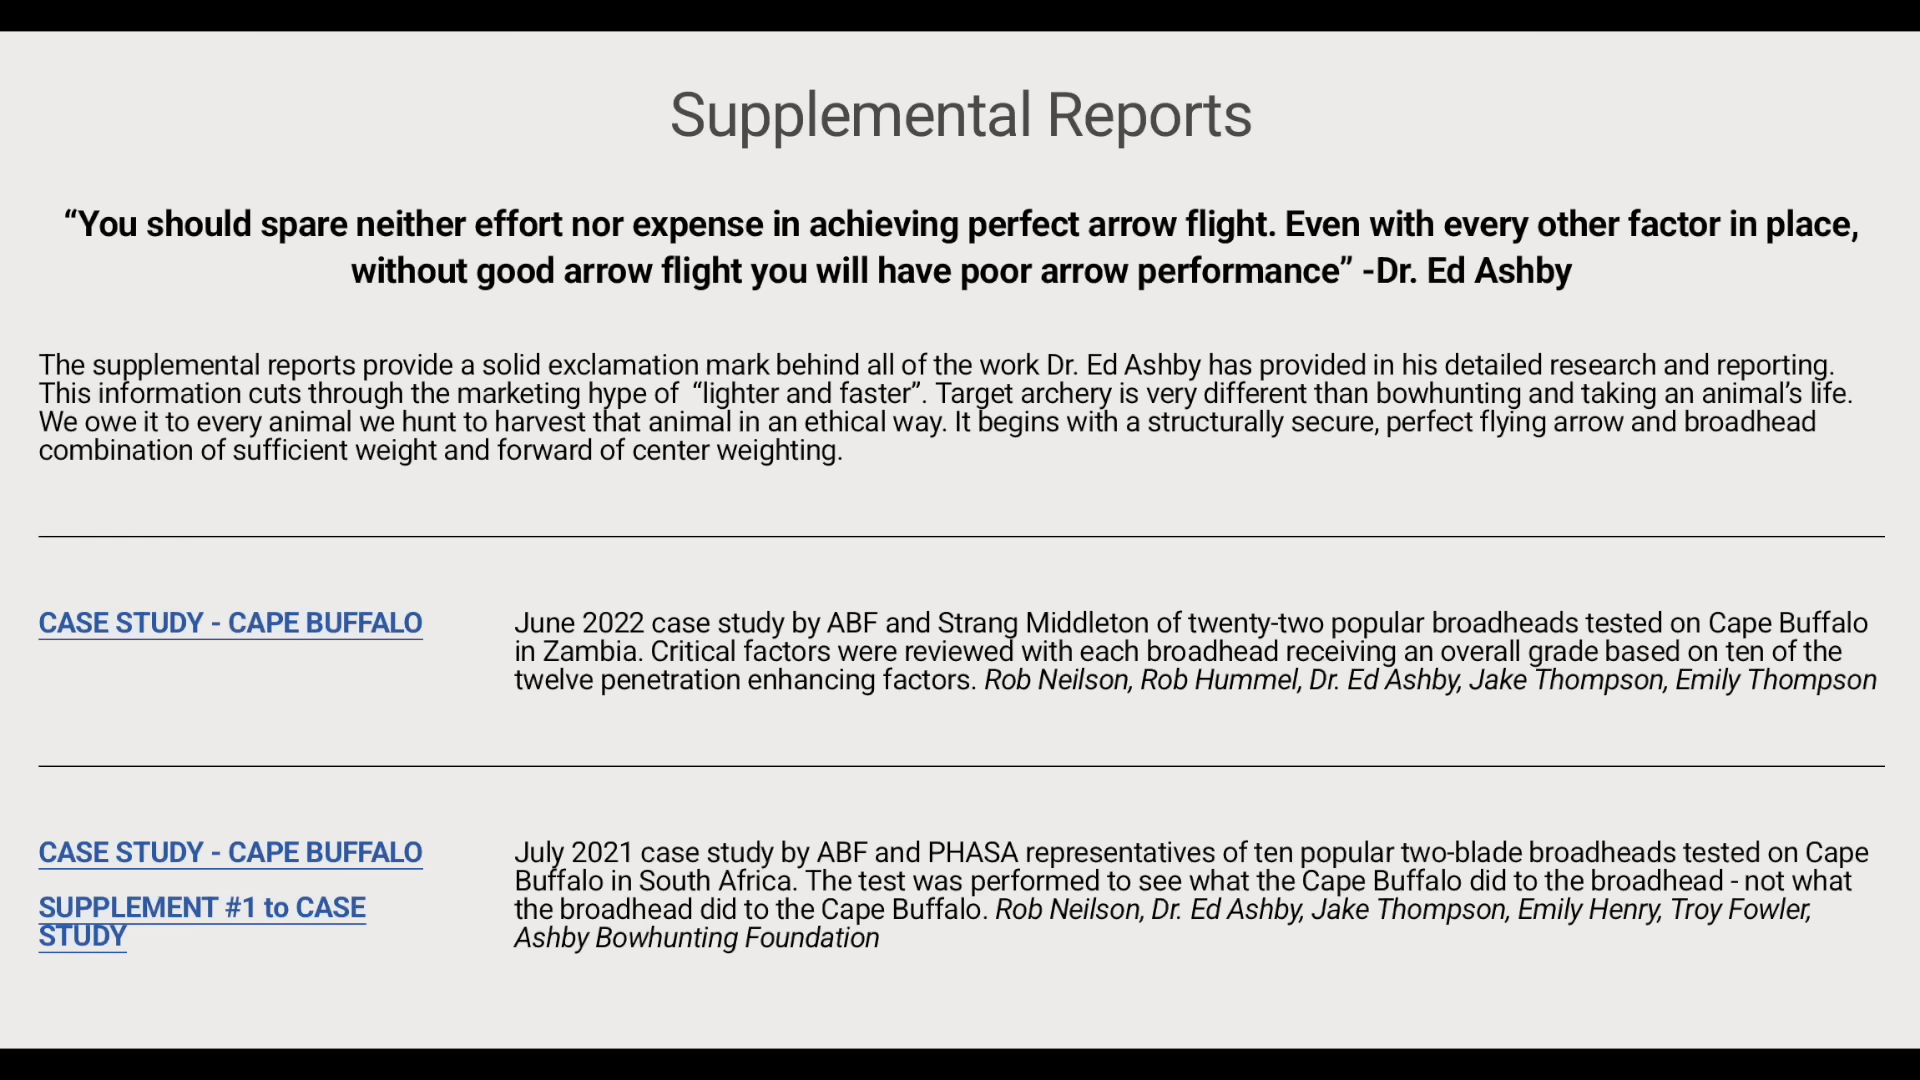 Supplemental Reports
“You should spare neither effort nor expense in achieving perfect arrow flight. Even with every other factor in place,
without good arrow flight you will have poor arrow performance” -Dr. Ed Ashby
The supplemental reports provide a solid exclamation mark behind all of the work Dr. Ed Ashby has provided in his detailed research and reporting.
This information cuts through the marketing hype of “lighter and faster”. Target archery is very different than bowhunting and taking an animal’s life.
We owe it to every animal we hunt to harvest that animal in an ethical way. It begins with a structurally secure, perfect flying arrow and broadhead
combination of sufficient weight and forward of center weighting.
CASE STUDY - CAPE BUFFALO
June 2022 case study by ABF and Strang Middleton of twenty-two popular broadheads tested on Cape Buffalo
in Zambia. Critical factors were reviewed with each broadhead receiving an overall grade based on ten of the
twelve penetration enhancing factors. Rob Neilson, Rob Hummel, Dr. Ed Ashby, Jake Thompson, Emily Thompson
CASE STUDY - CAPE BUFFALO
SUPPLEMENT #1 to CASE
STUDY
July 2021 case study by ABF and PHASA representatives of ten popular two-blade broadheads tested on Cape
Buffalo in South Africa. The test was performed to see what the Cape Buffalo did to the broadhead - not what
the broadhead did to the Cape Buffalo. Rob Neilson, Dr. Ed Ashby, Jake Thompson, Emily Henry, Troy Fowler,
Ashby Bowhunting Foundation